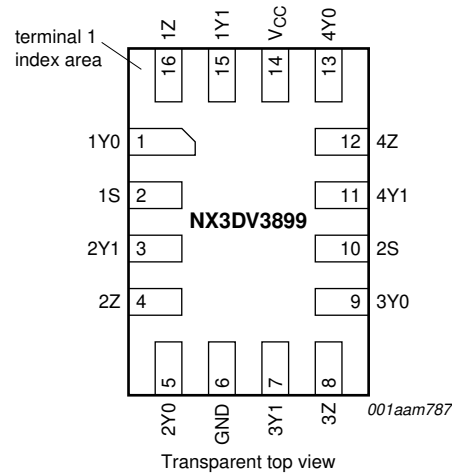 terminal 1
index area
1Z
1Y1
VCC
4Y0
16
15
14
13
1Y0 1
12 4Z
1S 2
11 4Y1
NX3DV3899
2Y1 3
10 2S
2Z 4
9 3Y0
5
6
7
8
2Y0
GND
3Y1
3Z
001aam787
Transparent top view